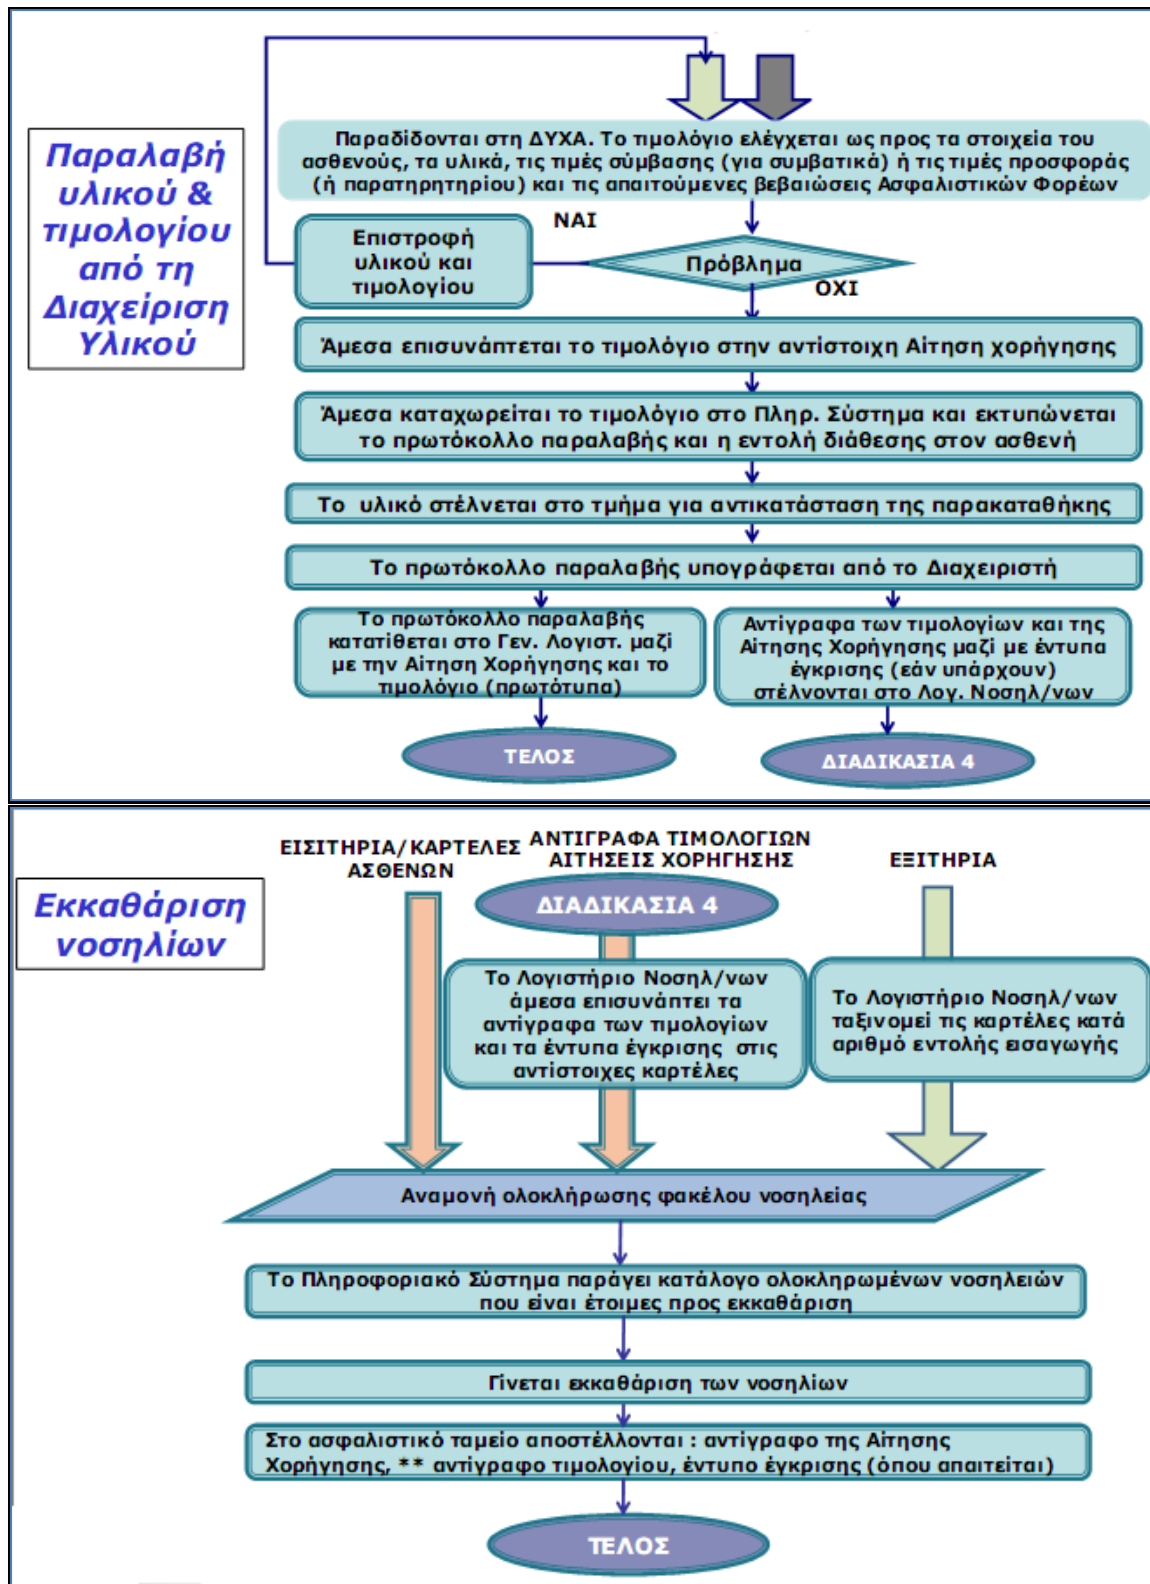 Παραλαβή
υλικού &
τιμολογίου
από τη
Διαχείριση
Υλικού
Παραδίδονται στη ΔΥΧΑ. Το τιμολόγιο ελέγχεται ως προς τα στοιχεία του
ασθενούς, τα υλικά, τις τιμές σύμβασης (για συμβατικά) ή τις τιμές προσφοράς
(ή παρατηρητηρίου) και τις απαιτούμενες βεβαιώσεις Ασφαλιστικών Φορέων
ΝΑΙ
Επιστροφή
υλικού και
τιμολογίου
Πρόβλημα
ΟΧΙ
Άμεσα επισυνάπτεται το τιμολόγιο στην αντίστοιχη Αίτηση χορήγησης
Άμεσα καταχωρείται το τιμολόγιο στο Πληρ. Σύστημα και εκτυπώνεται
το πρωτόκολλο παραλαβής και η εντολή διάθεσης στον ασθενή
Το υλικό στέλνεται στο τμήμα για αντικατάσταση της παρακαταθήκης
Το πρωτόκολλο παραλαβής υπογράφεται από το Διαχειριστή
Το πρωτόκολλο παραλαβής
κατατίθεται στο Γεν. Λογιστ. μαζί
με την Αίτηση Χορήγησης και το
τιμολόγιο (πρωτότυπα)
Αντίγραφα των τιμολογίων και της
Αίτησης Χορήγησης μαζί με έντυπα
έγκρισης (εάν υπάρχουν)
στέλνονται στο Λογ. Νοσηλ/νων
ΤΕΛΟΣ
ΔΙΑΔΙΚΑΣΙΑ 4
Εκκαθάριση
νοσηλίων
ΕΙΣΙΤΗΡΙΑ/ΚΑΡΤΕΛΕΣ
ΑΣΘΕΝΩΝ
ΑΝΤΙΓΡΑΦΑ ΤΙΜΟΛΟΓΙΩΝ
ΑΙΤΗΣΕΙΣ ΧΟΡΗΓΗΣΗΣ
ΕΞΙΤΗΡΙΑ
ΔΙΑΔΙΚΑΣΙΑ 4
Το Λογιστήριο Νοσηλ/νων
άμεσα επισυνάπτει τα
αντίγραφα των τιμολογίων
και τα έντυπα έγκρισης στις
αντίστοιχες καρτέλες
Το Λογιστήριο Νοσηλ/νων
ταξινομεί τις καρτέλες κατά
αριθμό εντολής εισαγωγής
Αναμονή ολοκλήρωσης φακέλου νοσηλείας
Το Πληροφοριακό Σύστημα παράγει κατάλογο ολοκληρωμένων νοσηλειών
που είναι έτοιμες προς εκκαθάριση
Γίνεται εκκαθάριση των νοσηλίων
Στο ασφαλιστικό ταμείο αποστέλλονται : αντίγραφο της Αίτησης
Χορήγησης, ** αντίγραφο τιμολογίου, έντυπο έγκρισης (όπου απαιτείται)
ΤΕΛΟΣ